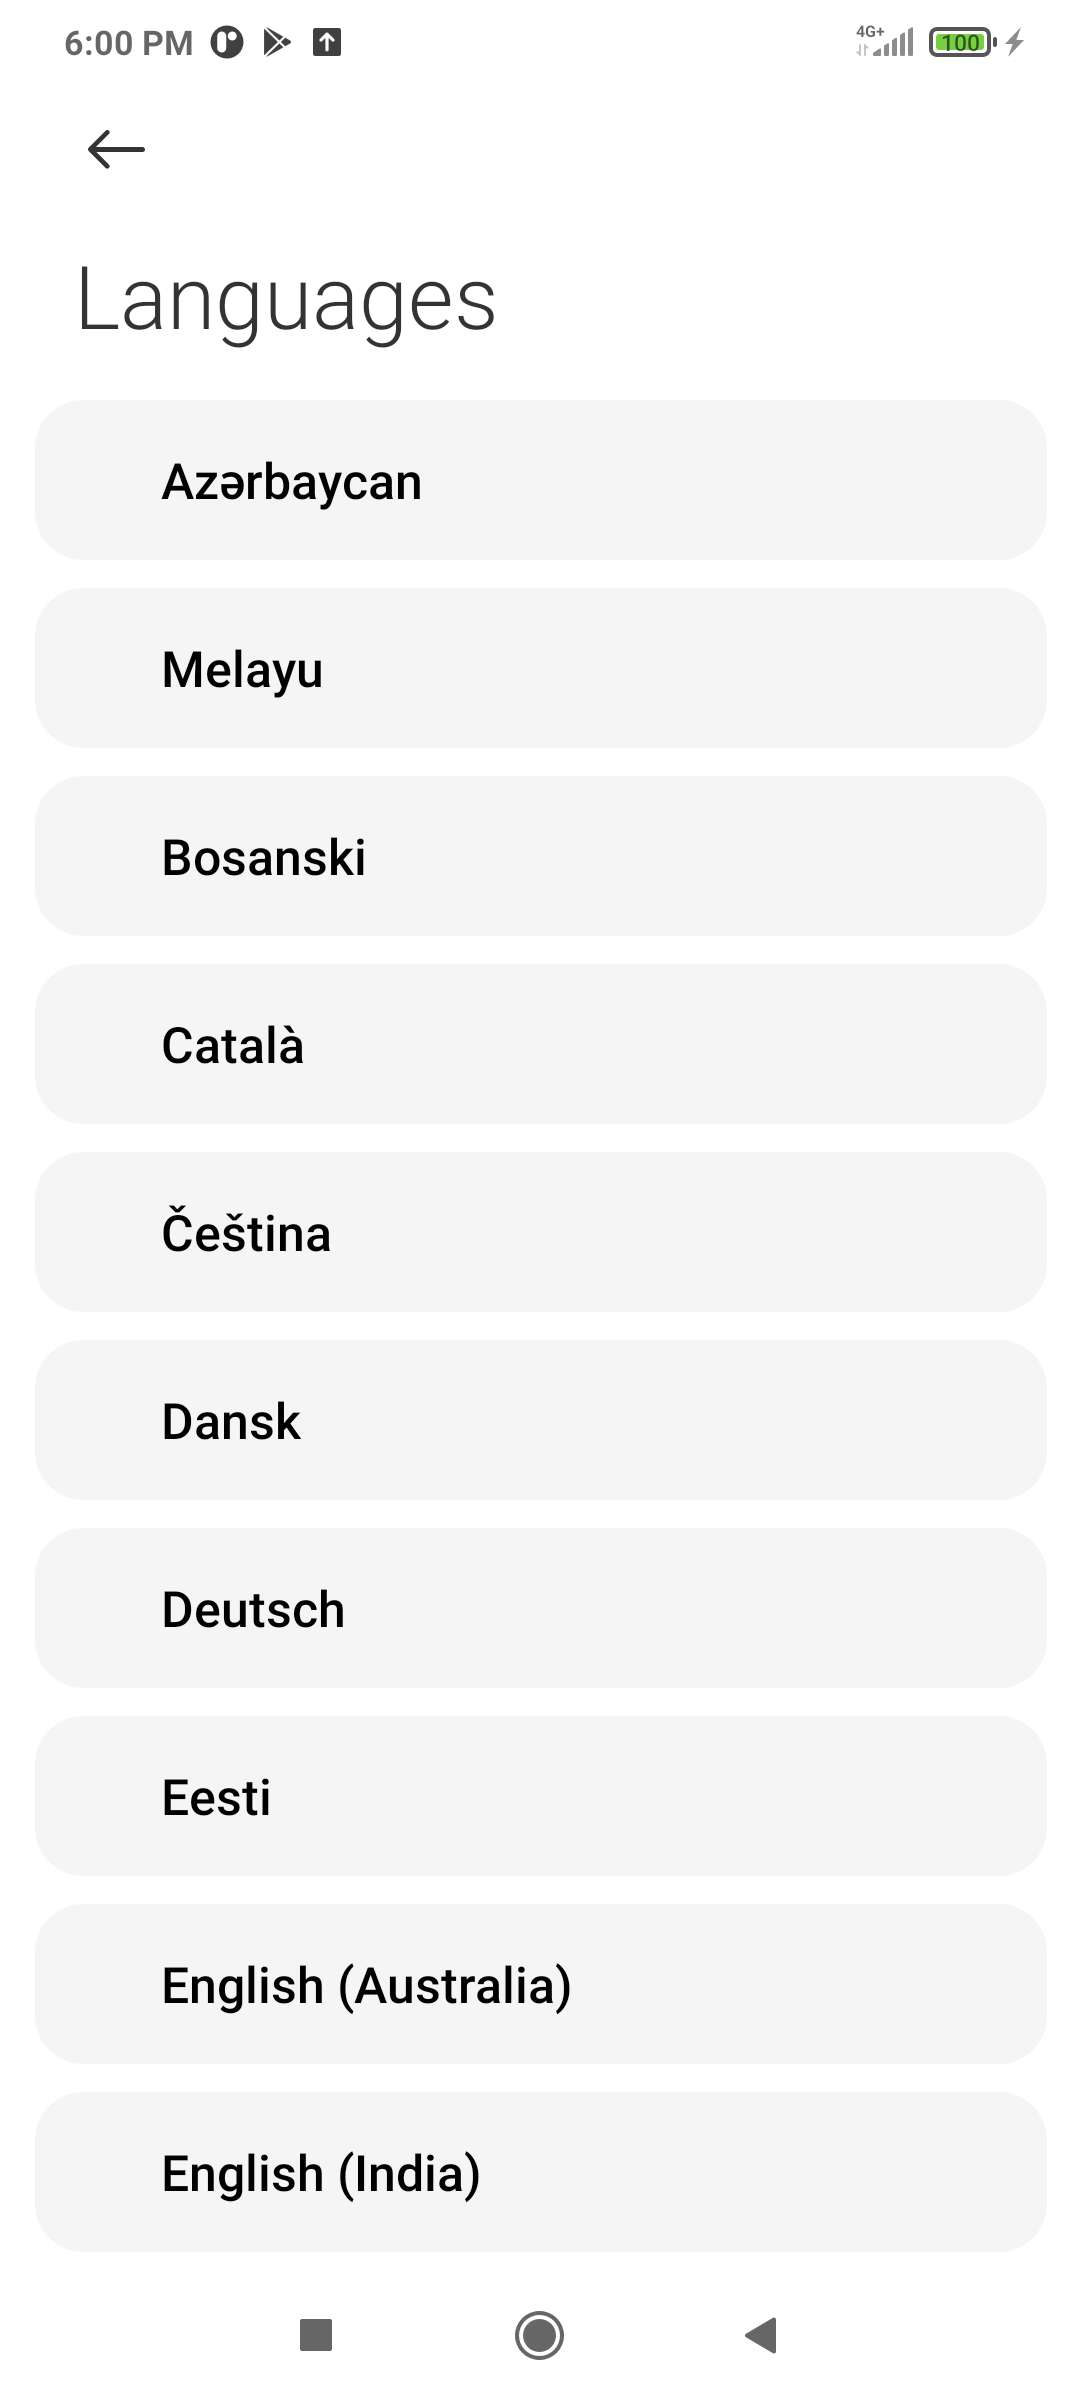 6:00 PM 4G+ 100
Languages
Azərbaycan
Melayu
Bosanski
Català
Čeština
Dansk
Deutsch
Eesti
English (Australia)
English (India)